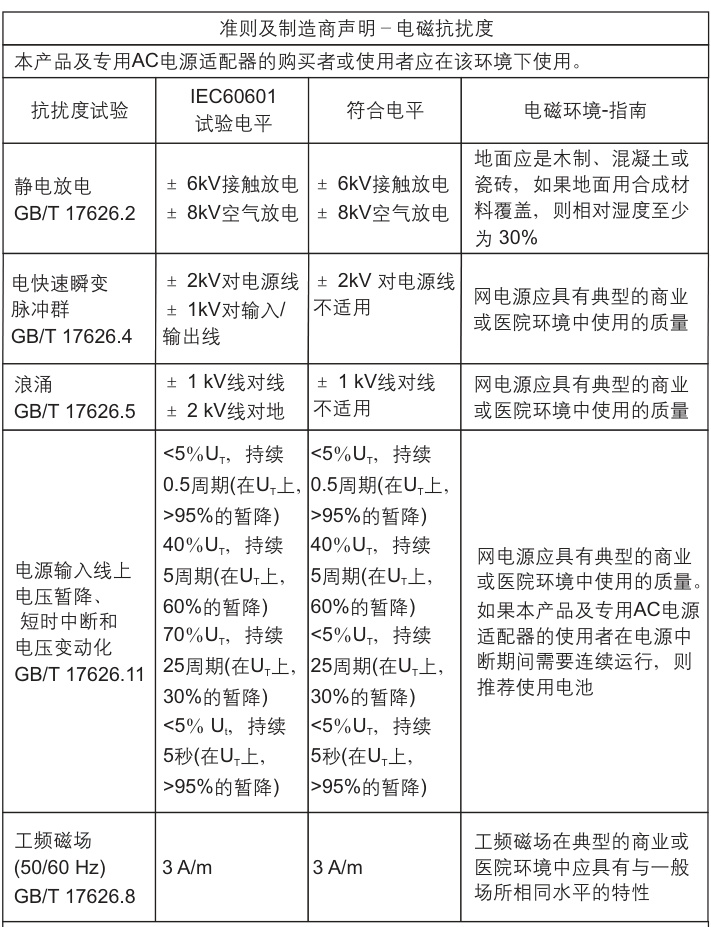 准则及制造商声明－电磁抗扰度
本产品及专用AC电源适配器的购买者或使用者应在该环境下使用。
抗扰度试验
IEC60601
试验电平
符合电平
电磁环境-指南
静电放电
GB/T 17626.2
± 6kV接触放电
± 8kV空气放电
± 6kV接触放电
± 8kV空气放电
地面应是木制、混凝土或
瓷砖，如果地面用合成材
料覆盖，则相对湿度至少
为 30%
电快速瞬变
脉冲群
GB/T 17626.4
± 2kV对电源线
± 1kV对输入/
输出线
± 2kV 对电源线
不适用
网电源应具有典型的商业
或医院环境中使用的质量
浪涌
GB/T 17626.5
± 1 kV线对线
± 2 kV线对地
± 1 kV线对线
不适用
网电源应具有典型的商业
或医院环境中使用的质量
电源输入线上
电压暂降、
短时中断和
电压变动化
GB/T 17626.11
<5%UT，持续
0.5周期(在UT上，
>95%的暂降)
40%UT，持续
5周期(在UT上，
60%的暂降)
70%UT，持续
25周期(在UT上，
30%的暂降)
<5% Ut，持续
5秒(在UT上，
>95%的暂降)
<5%UT，持续
0.5周期(在UT上，
>95%的暂降)
40%UT，持续
5周期(在UT上，
60%的暂降)
<5%UT，持续
25周期(在UT上，
30%的暂降)
<5%UT，持续
5秒(在UT上，
>95%的暂降)
网电源应具有典型的商业
或医院环境中使用的质量。
如果本产品及专用AC电源
适配器的使用者在电源中
断期间需要连续运行，则
推荐使用电池
工频磁场
(50/60 Hz)
GB/T 17626.8
3 A/m
3 A/m
工频磁场在典型的商业或
医院环境中应具有与一般
场所相同水平的特性